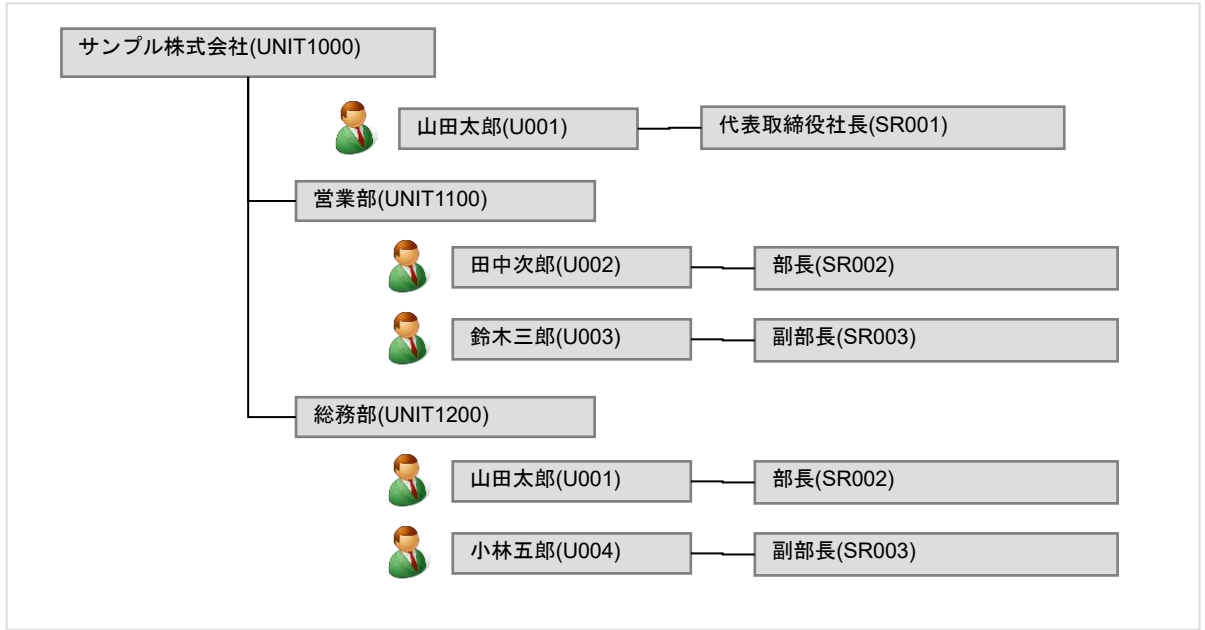 サンプル株式会社(UNIT1000)
山田太郎(U001)
代表取締役社長(SR001)
営業部(UNIT1100)
田中次郎(U002)
部長(SR002)
鈴木三郎(U003)
副部長(SR003)
総務部(UNIT1200)
山田太郎(U001)
部長(SR002)
小林五郎(U004)
副部長(SR003)